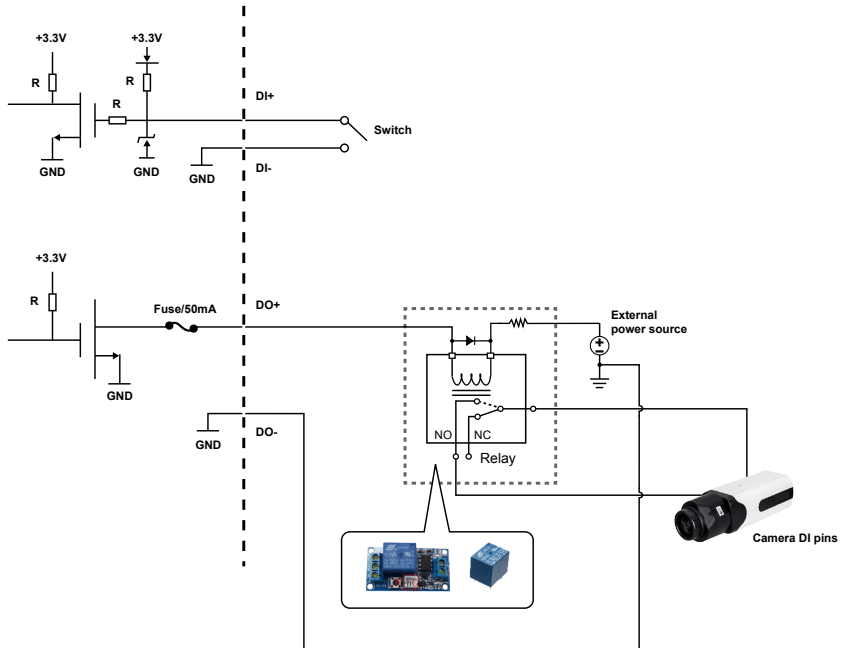 +3.3V
+3.3V
R
R
R
DI+
Switch
GND
GND
GND
DI-
+3.3V
R
Fuse/50mA
DO+
External
power source
GND
GND
DO-
NO
NC
Relay
Camera DI pins